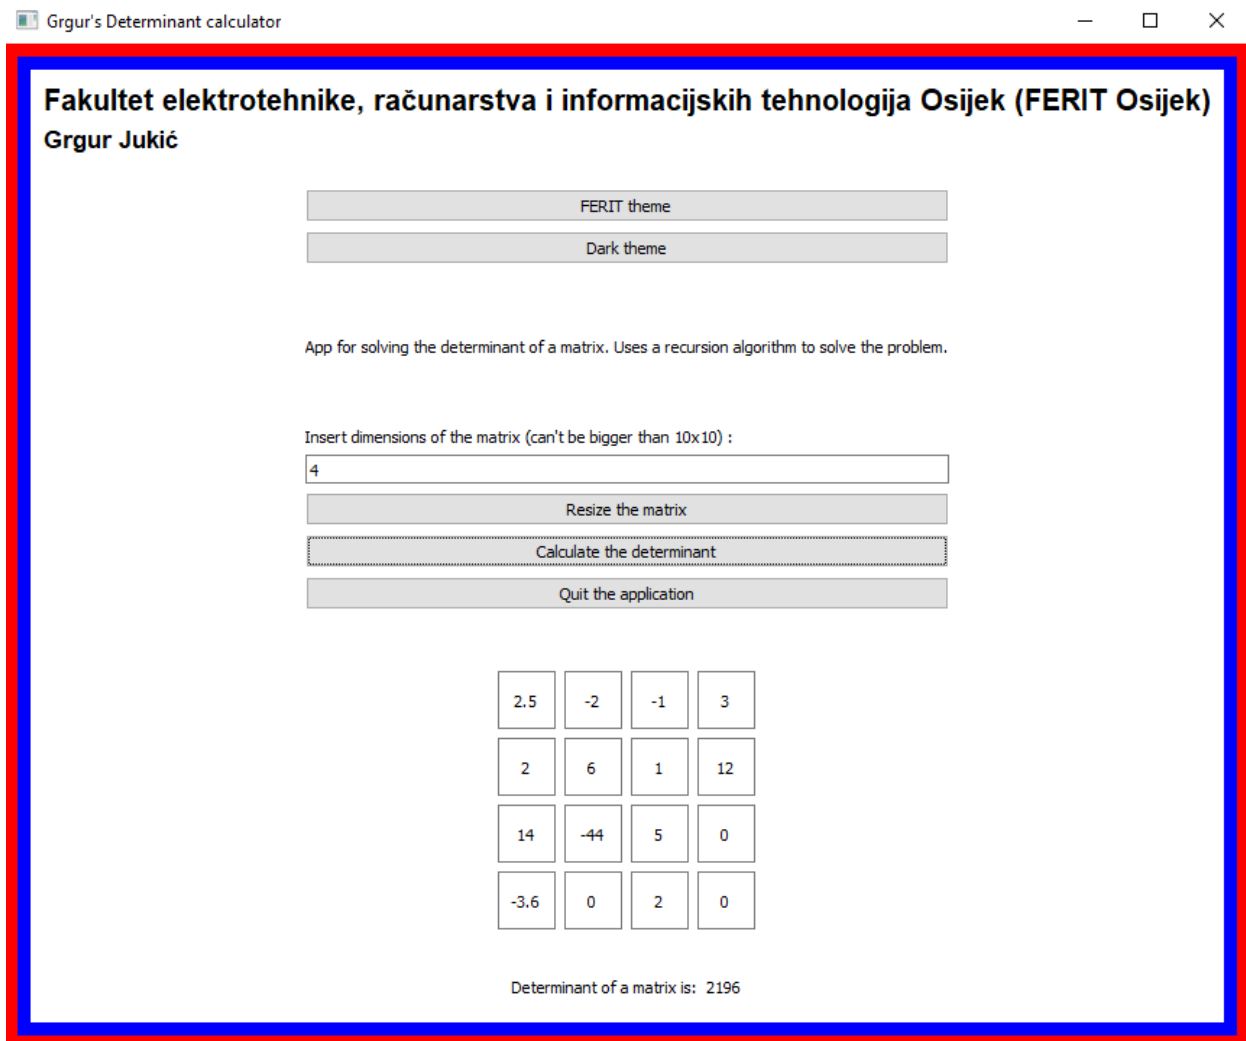 Grgur's Determinant calculator
Fakultet elektrotehnike, računarstva i informacijskih tehnologija Osijek (FERIT Osijek)
Grgur Jukić
FERIT theme
Dark theme
App for solving the determinant of a matrix. Uses a recursion algorithm to solve the problem.
Insert dimensions of the matrix (can't be bigger than 10x10) :
4
Resize the matrix
Calculate the determinant
Quit the application
2.5 -2 -1 3
2 6 1 12
14 -44 5 0
-3.6 0 2 0
Determinant of a matrix is: 2196